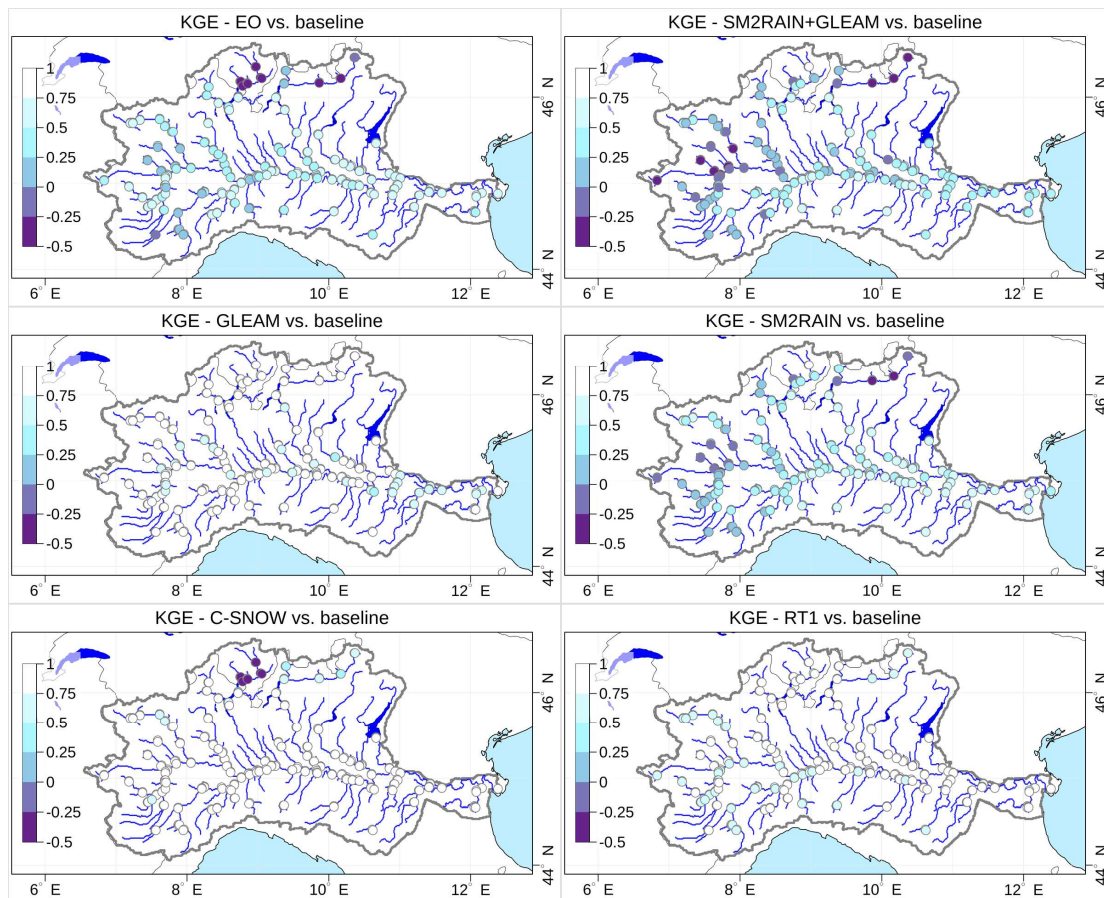 KGE - EO vs. baseline
1
0.75
0.5
0.25
0
-0.25
-0.5
46° N
44° N
6° E 8° E 10° E 12° E
KGE - SM2RAIN+GLEAM vs. baseline
1
0.75
0.5
0.25
0
-0.25
-0.5
46° N
44° N
6° E 8° E 10° E 12° E
KGE - GLEAM vs. baseline
1
0.75
0.5
0.25
0
-0.25
-0.5
46° N
44° N
6° E 8° E 10° E 12° E
KGE - SM2RAIN vs. baseline
1
0.75
0.5
0.25
0
-0.25
-0.5
46° N
44° N
6° E 8° E 10° E 12° E
KGE - C-SNOW vs. baseline
1
0.75
0.5
0.25
0
-0.25
-0.5
46° N
44° N
6° E 8° E 10° E 12° E
KGE - RT1 vs. baseline
1
0.75
0.5
0.25
0
-0.25
-0.5
46° N
44° N
6° E 8° E 10° E 12° E